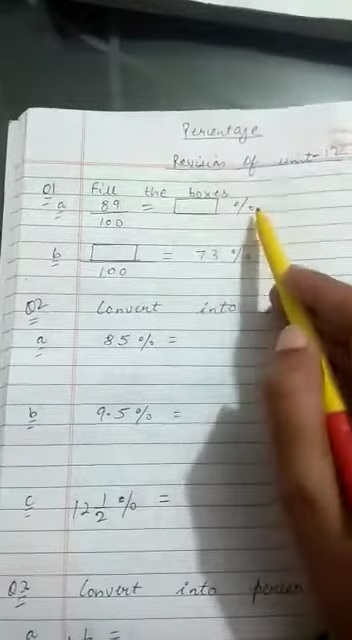 Percentage
Revision of unit-12
Q1 Fill the boxes
a 89/100 = %
b /100 = 73 %
Q2 Convert into
a 85% =
b 9.5% =
c 12 1/2 % =
Q3 Convert into percen
a